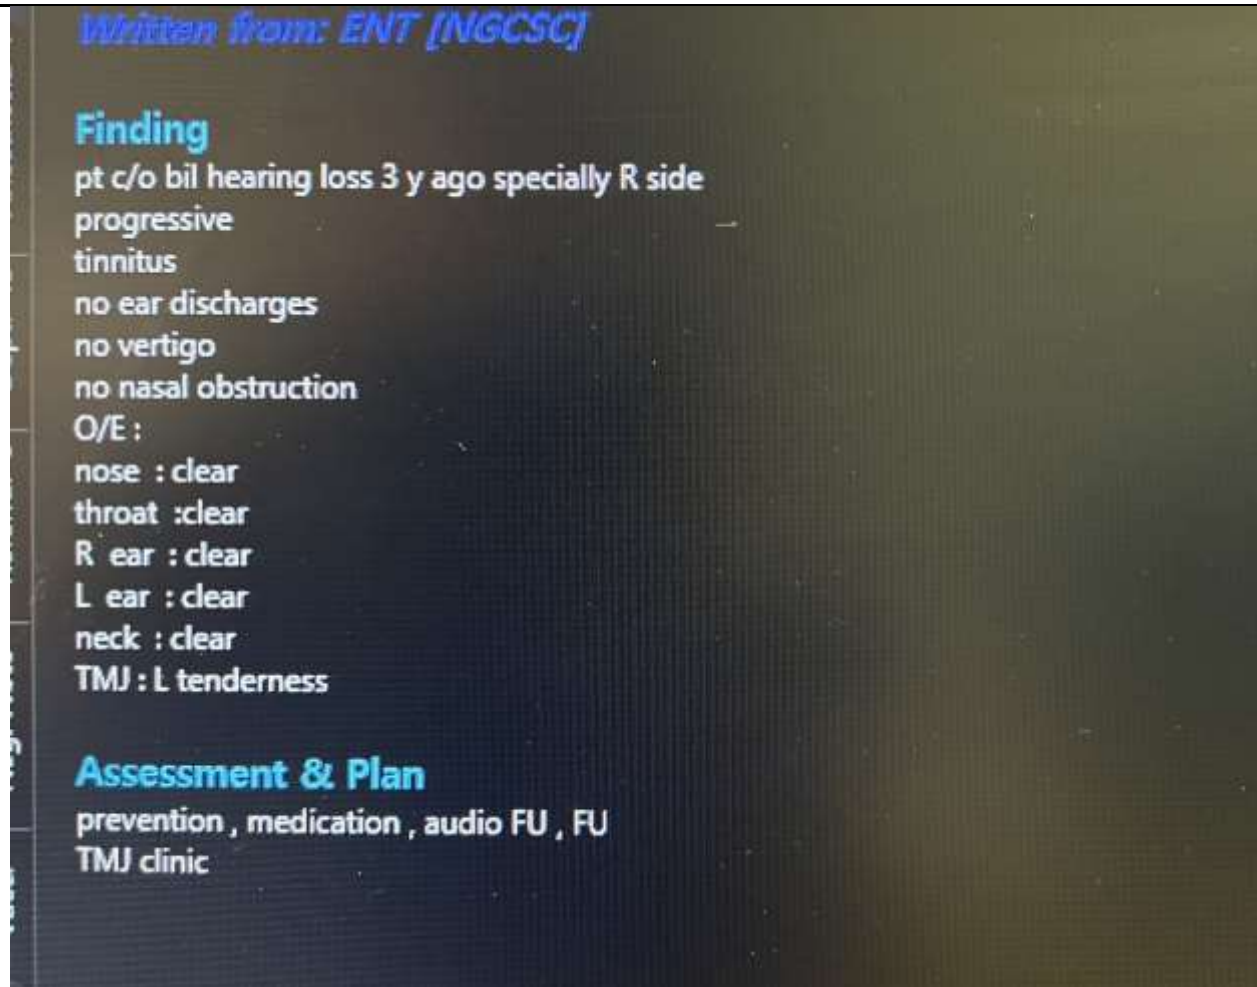 Written from: ENT [NGCSC]
Finding
pt c/o bil hearing loss 3 y ago specially R side
progressive
tinnitus
no ear discharges
no vertigo
no nasal obstruction
O/E :
nose : clear
throat :clear
R ear : clear
L ear : clear
neck : clear
TMJ : L tenderness
Assessment & Plan
prevention , medication , audio FU , FU
TMJ clinic